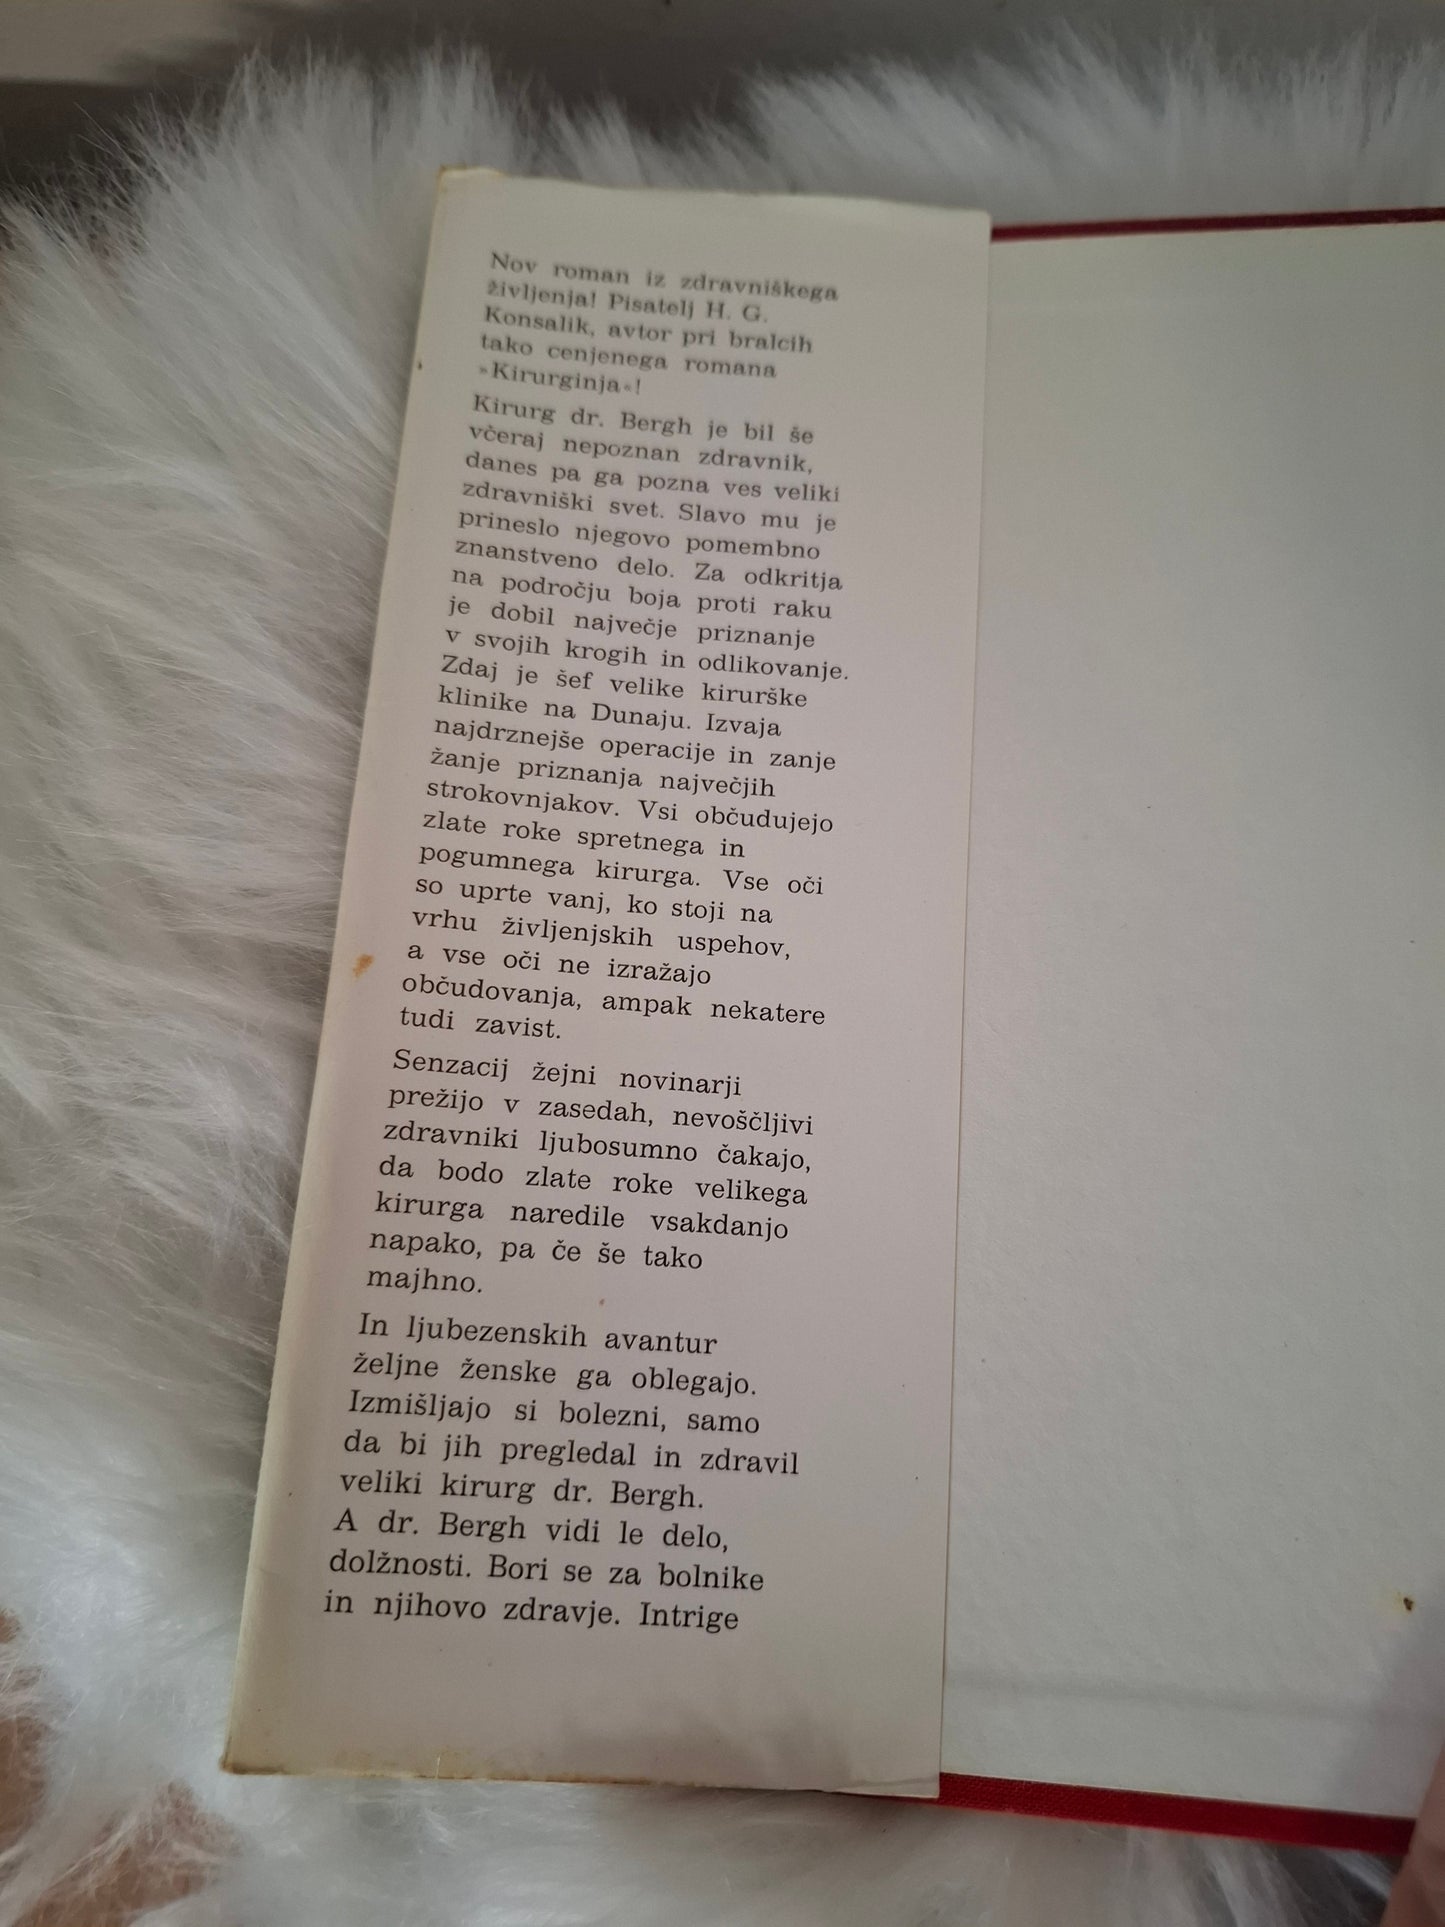 Nov roman iz zdravniškega
življenja! Pisatelj H. G.
Konsalik, avtor pri bralcih
tako cenjenega romana
»Kirurginja«!
Kirurg dr. Bergh je bil še
včeraj nepoznan zdravnik,
danes pa ga pozna ves veliki
zdravniški svet. Slavo mu je
prineslo njegovo pomembno
znanstveno delo. Za odkritja
na področju boja proti raku
je dobil največje priznanje
v svojih krogih in odlikovanje.
Zdaj je šef velike kirurške
klinike na Dunaju. Izvaja
najdrznejše operacije in zanje
žanje priznanja največjih
strokovnjakov. Vsi občudujejo
zlate roke spretnega in
pogumnega kirurga. Vse oči
so uprte vanj, ko stoji na
vrhu življenjskih uspehov,
a vse oči ne izražajo
občudovanja, ampak nekatere
tudi zavist.
Senzacij žejni novinarji
prežijo v zasedah, nevoščljivi
zdravniki ljubosumno čakajo,
da bodo zlate roke velikega
kirurga naredile vsakdanjo
napako, pa če še tako
majhno.
In ljubezenskih avantur
željne ženske ga oblegajo.
Izmišljajo si bolezni, samo
da bi jih pregledal in zdravil
veliki kirurg dr. Bergh.
A dr. Bergh vidi le delo,
dolžnosti. Bori se za bolnike
in njihovo zdravje. Intrige